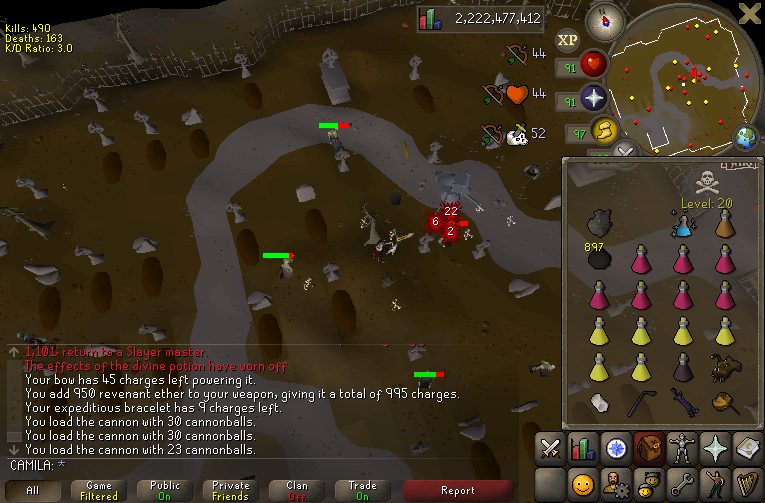 Kills: 490
Deaths: 163
K/D Ratio: 3.0
2,222,477,412
44
44
52
XP
91
91
97
Level: 20
897
22
6
2
1,101; return to a Slayer master.
The effects of the divine potion have worn off.
Your bow has 45 charges left powering it.
You add 950 revenant ether to your weapon, giving it a total of 995 charges.
Your expeditious bracelet has 9 charges left.
You load the cannon with 30 cannonballs.
You load the cannon with 30 cannonballs.
You load the cannon with 23 cannonballs.
CAMILA: *
All
Game
Filtered
Public
On
Private
Friends
Clan
Off
Trade
On
Report